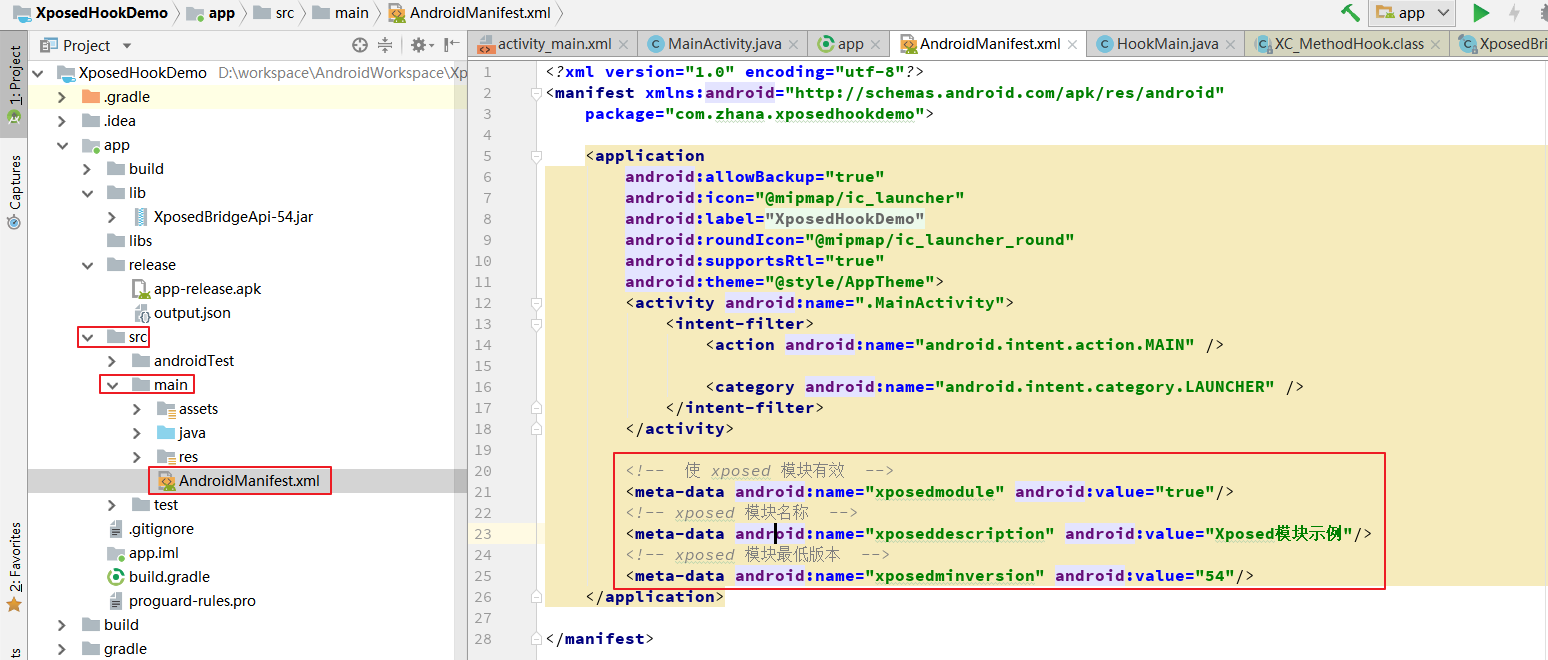 XposedHookDemo app src main AndroidManifest.xml app
Project
activity_main.xml MainActivity.java app AndroidManifest.xml HookMain.java XC_MethodHook.class XposedBri
1: Project
Captures
2: Favorites
ts
XposedHookDemo D:\workspace\AndroidWorkspace\Xp
.gradle
.idea
app
build
lib
XposedBridgeApi-54.jar
libs
release
app-release.apk
output.json
src
androidTest
main
assets
java
res
AndroidManifest.xml
test
.gitignore
app.iml
build.gradle
proguard-rules.pro
build
gradle
1 <?xml version="1.0" encoding="utf-8"?>
2 <manifest xmlns:android="http://schemas.android.com/apk/res/android"
3 package="com.zhana.xposedhookdemo">
4
5 <application
6 android:allowBackup="true"
7 android:icon="@mipmap/ic_launcher"
8 android:label="XposedHookDemo"
9 android:roundIcon="@mipmap/ic_launcher_round"
10 android:supportsRtl="true"
11 android:theme="@style/AppTheme">
12 <activity android:name=".MainActivity">
13 <intent-filter>
14 <action android:name="android.intent.action.MAIN" />
15
16 <category android:name="android.intent.category.LAUNCHER" />
17 </intent-filter>
18 </activity>
19
20 <!-- 使 xposed 模块有效 -->
21 <meta-data android:name="xposedmodule" android:value="true"/>
22 <!-- xposed 模块名称 -->
23 <meta-data android:name="xposeddescription" android:value="Xposed模块示例"/>
24 <!-- xposed 模块最低版本 -->
25 <meta-data android:name="xposedminversion" android:value="54"/>
26 </application>
27
28 </manifest>